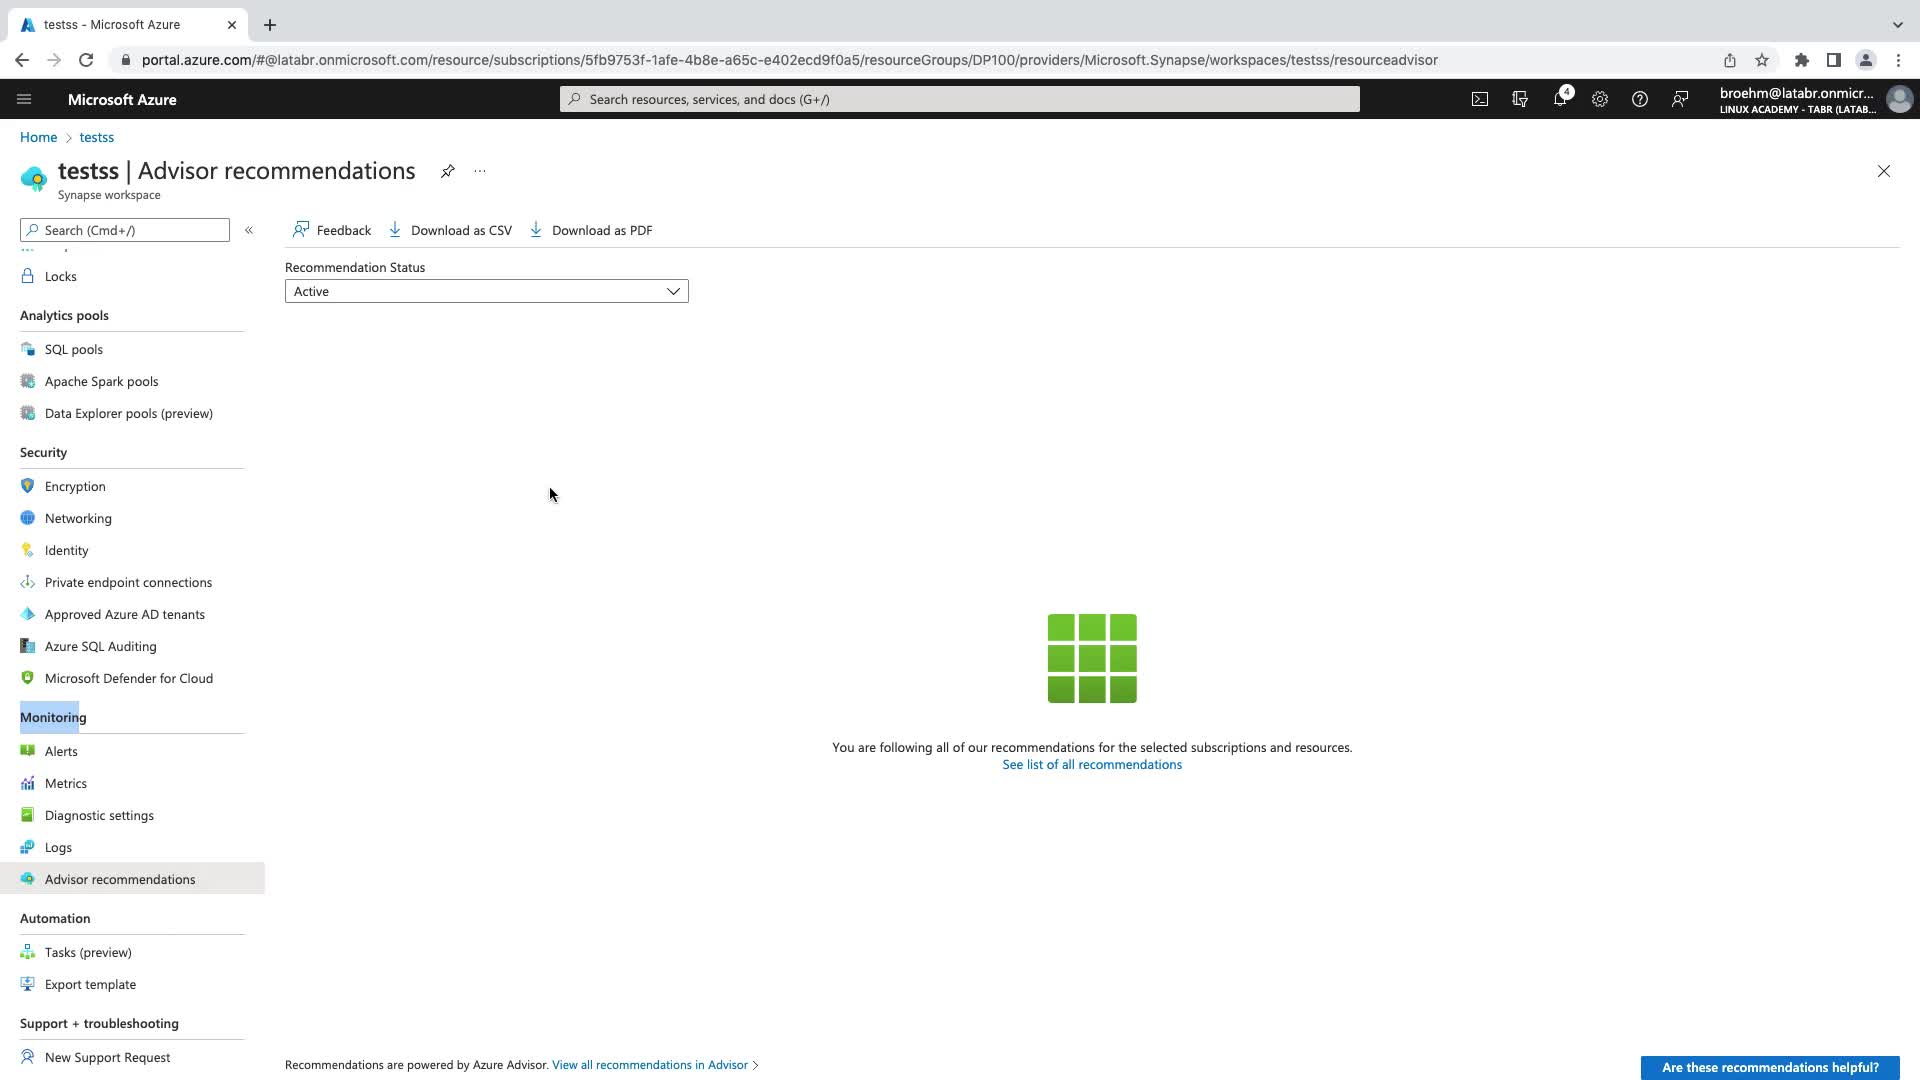 testss - Microsoft Azure
portal.azure.com/#@latabr.onmicrosoft.com/resource/subscriptions/5fb9753f-1afe-4b8e-a65c-e402ecd9f0a5/resourceGroups/DP100/providers/Microsoft.Synapse/workspaces/testss/resourceadvisor
Microsoft Azure
Search resources, services, and docs (G+/)
4
broehm@latabr.onmicr...
LINUX ACADEMY - TABR (LATAB...
Home > testss
testss | Advisor recommendations
Synapse workspace
Search (Cmd+/)
Feedback
Download as CSV
Download as PDF
Recommendation Status
Active
Locks
Analytics pools
SQL pools
Apache Spark pools
Data Explorer pools (preview)
Security
Encryption
Networking
Identity
Private endpoint connections
Approved Azure AD tenants
Azure SQL Auditing
Microsoft Defender for Cloud
Monitoring
Alerts
Metrics
Diagnostic settings
Logs
Advisor recommendations
Automation
Tasks (preview)
Export template
Support + troubleshooting
New Support Request
You are following all of our recommendations for the selected subscriptions and resources.
See list of all recommendations
Recommendations are powered by Azure Advisor. View all recommendations in Advisor >
Are these recommendations helpful?